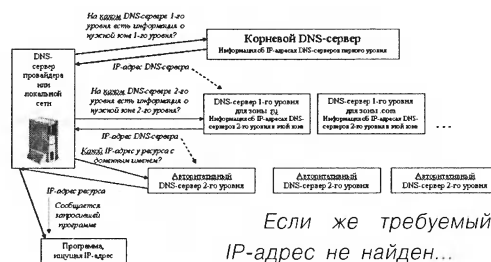 На каком DNS-сервере 1-го
уровня есть информация о
нужной зоне 1-го уровня?
Корневой DNS-сервер
Информация об IP-адресах DNS-серверов первого уровня
DNS-
сервер
провайдера
или
локальной
сети
IP-адрес DNS-сервера
На каком DNS-сервере 2-го
уровня есть информация о
нужной зоне 2-го уровня?
DNS-сервер 1-го уровня
для зоны ru
Информация об IP-адресах DNS-
серверов 2-го уровня в этой зоне
DNS-сервер 1-го уровня
для зоны com
Информация об IP-адресах DNS-
серверов 2-го уровня в этой зоне
...
IP-адрес DNS-сервера
Какой IP-адрес у ресурса с
доменным именем?
Авторитативный
DNS-сервер 2-го уровня
Авторитативный
DNS-сервер 2-го уровня
Авторитативный
DNS-сервер 2-го уровня
IP-адрес ресурса
Сообщается
запросившей
программе
Программа,
ищущая IP-адрес
Если же требуемый
IP-адрес не найден...